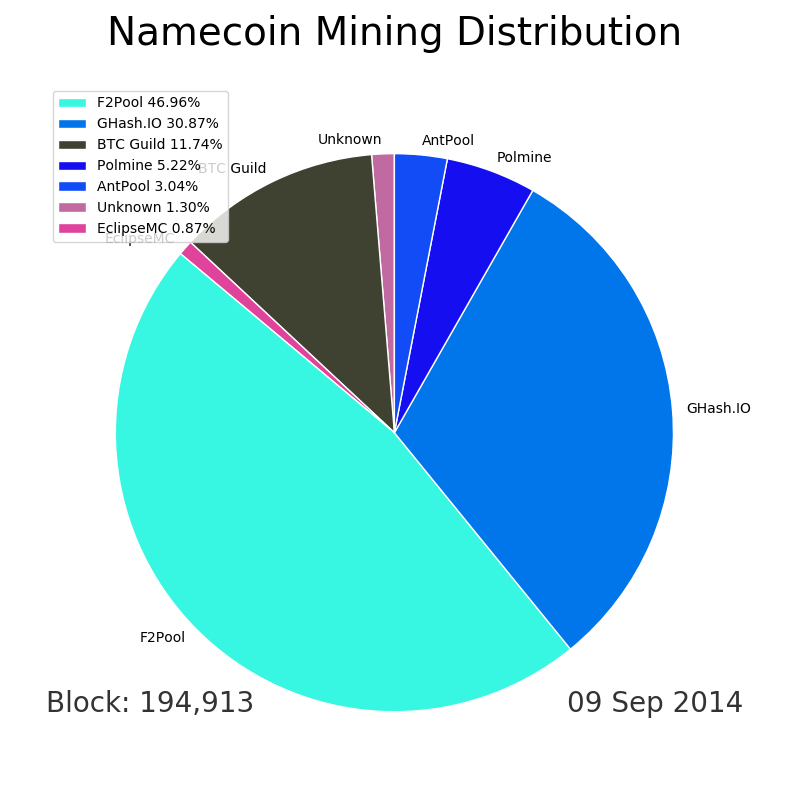 Namecoin Mining Distribution
F2Pool 46.96%
GHash.IO 30.87%
BTC Guild 11.74%
Polmine 5.22%
AntPool 3.04%
Unknown 1.30%
EclipseMC 0.87%
Unknown
AntPool
Polmine
BTC Guild
EclipseMC
GHash.IO
F2Pool
Block: 194,913
09 Sep 2014